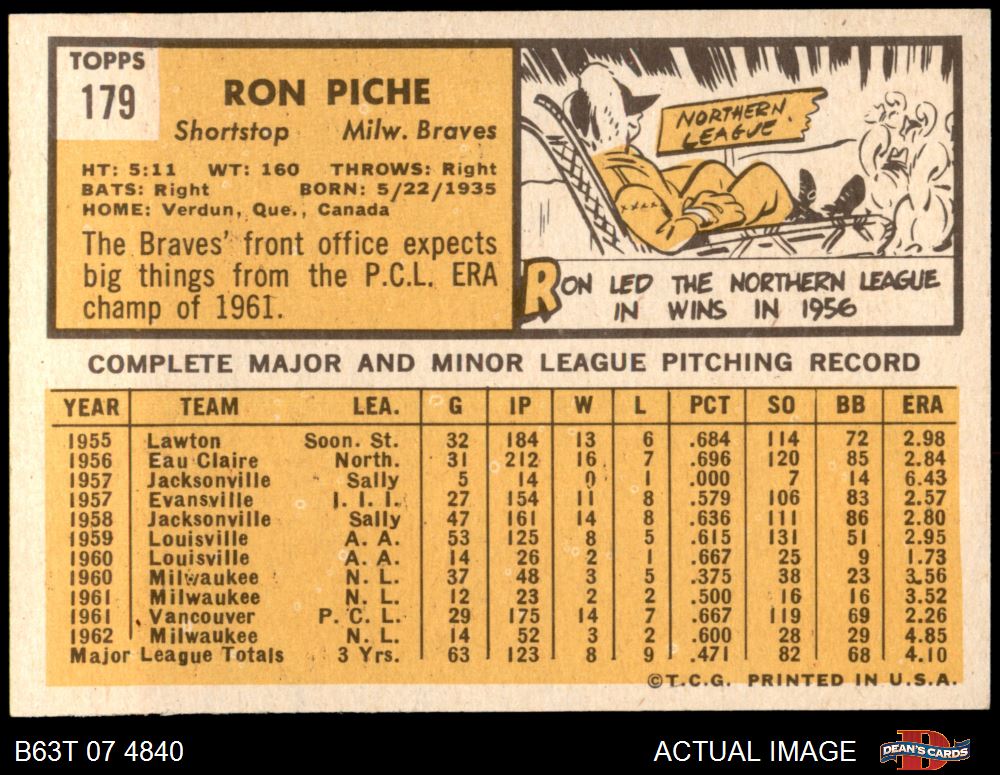 TOPPS
179
RON PICHE
Shortstop Milw. Braves
HT: 5:11 WT: 160 THROWS: Right
BATS: Right BORN: 5/22/1935
HOME: Verdun, Que., Canada
The Braves' front office expects
big things from the P.C.L. ERA
champ of 1961.
NORTHERN
LEAGUE
RON LED THE NORTHERN LEAGUE
IN WINS IN 1956
COMPLETE MAJOR AND MINOR LEAGUE PITCHING RECORD
YEAR TEAM LEA. G IP W L PCT SO BB ERA
1955 Lawton Soon. St. 32 184 13 6 .684 114 72 2.98
1956 Eau Claire North. 31 212 16 7 .696 120 85 2.84
1957 Jacksonville Sally 5 14 0 1 .000 7 14 6.43
1957 Evansville I. I. I. 27 154 11 8 .579 106 83 2.57
1958 Jacksonville Sally 47 161 14 8 .636 111 86 2.80
1959 Louisville A. A. 53 125 8 5 .615 131 51 2.95
1960 Louisville A. A. 14 26 2 1 .667 25 9 1.73
1960 Milwaukee N. L. 37 48 3 5 .375 38 23 3.56
1961 Milwaukee N. L. 12 23 2 2 .500 16 16 3.52
1961 Vancouver P. C. L. 29 175 14 7 .667 119 69 2.26
1962 Milwaukee N. L. 14 52 3 2 .600 28 29 4.85
Major League Totals 3 Yrs. 63 123 8 9 .471 82 68 4.10
©T.C.G. PRINTED IN U.S.A.
B63T 07 4840 ACTUAL IMAGE DEAN'S CARDS